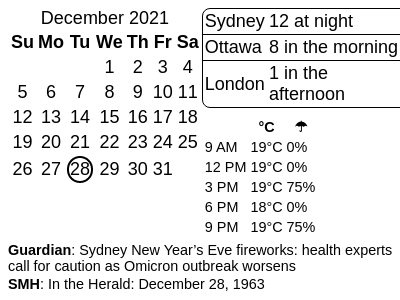 December 2021
Su Mo Tu We Th Fr Sa
1 2 3 4
5 6 7 8 9 10 11
12 13 14 15 16 17 18
19 20 21 22 23 24 25
26 27 28 29 30 31
Sydney 12 at night
Ottawa 8 in the morning
London 1 in the
afternoon
°C ☂
9 AM 19°C 0%
12 PM 19°C 0%
3 PM 19°C 75%
6 PM 18°C 0%
9 PM 19°C 75%
Guardian: Sydney New Year’s Eve fireworks: health experts
call for caution as Omicron outbreak worsens
SMH: In the Herald: December 28, 1963